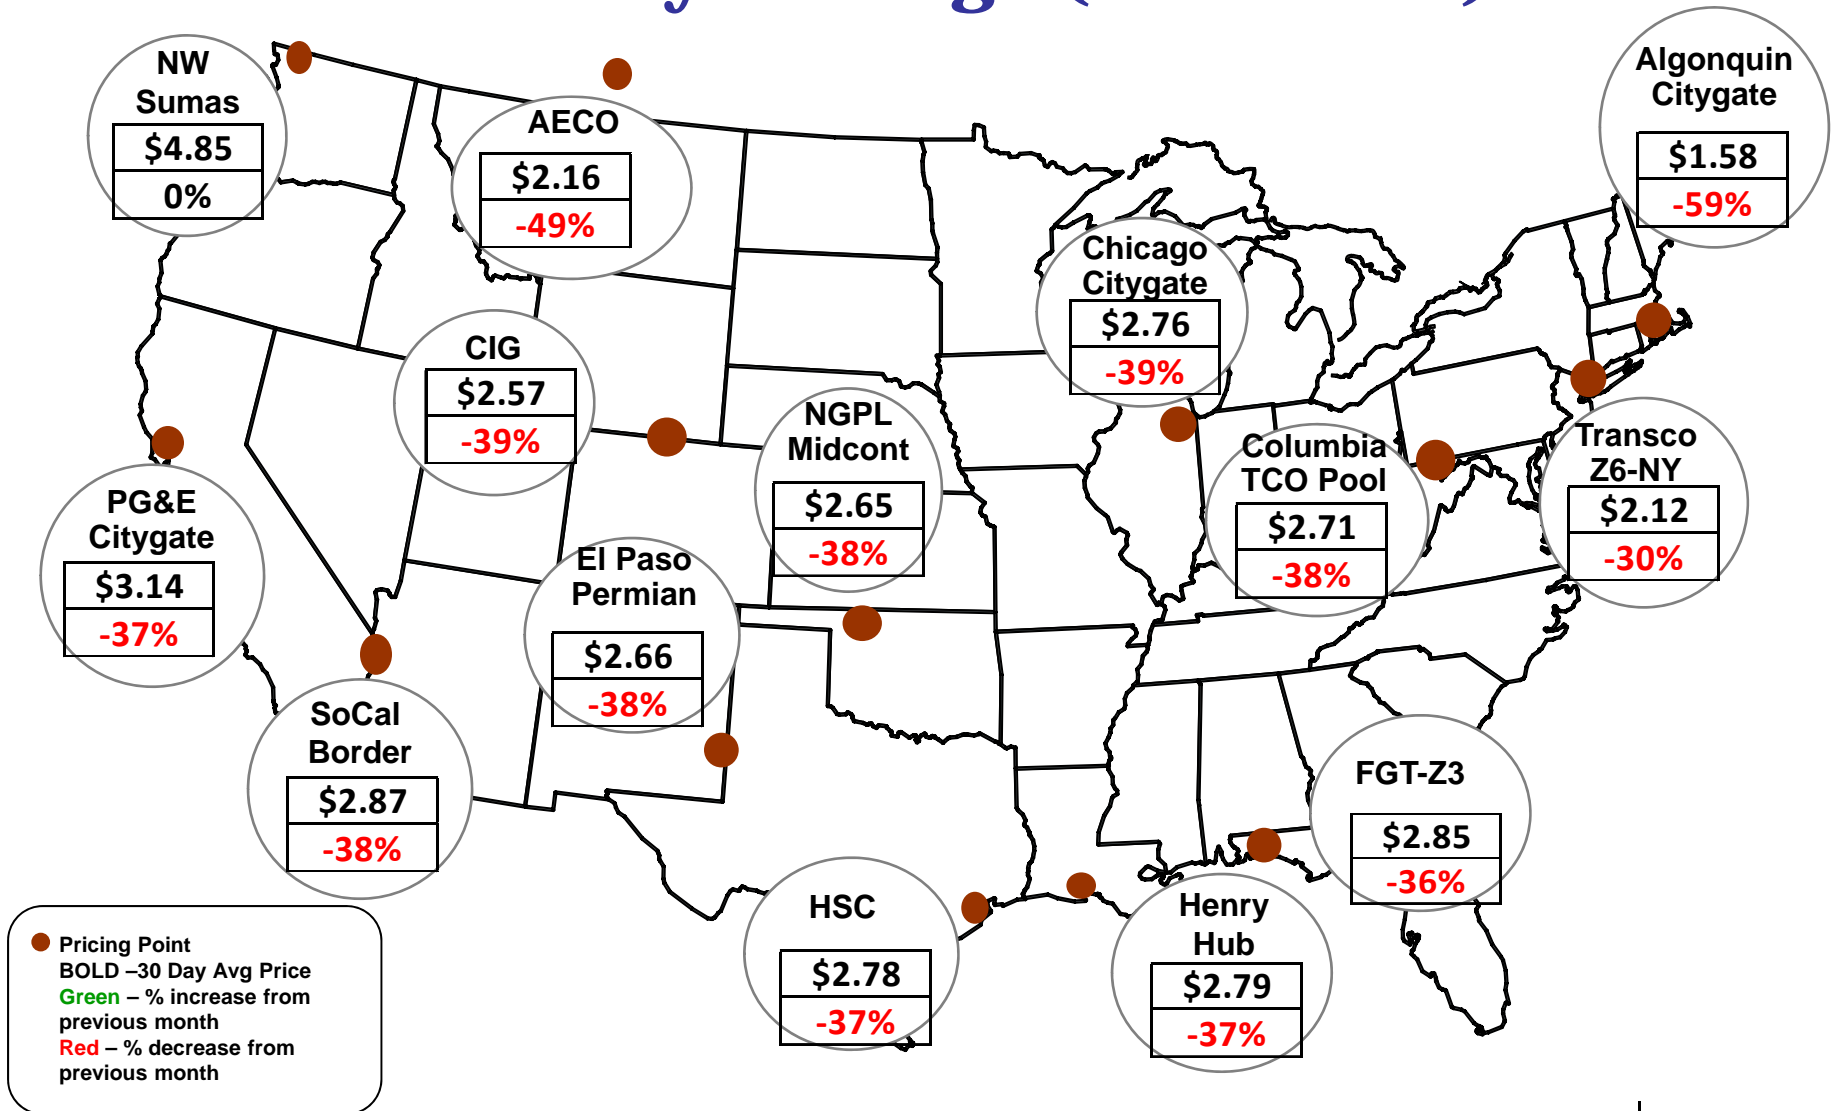 NW
Sumas
$4.85
0%
AECO
$2.16
-49%
Algonquin
Citygate
$1.58
-59%
Chicago
Citygate
$2.76
-39%
CIG
$2.57
-39%
NGPL
Midcont
$2.65
-38%
Columbia
TCO Pool
$2.71
-38%
Transco
Z6-NY
$2.12
-30%
PG&E
Citygate
$3.14
-37%
El Paso
Permian
$2.66
-38%
SoCal
Border
$2.87
-38%
FGT-Z3
$2.85
-36%
HSC
$2.78
-37%
Henry
Hub
$2.79
-37%
Pricing Point
BOLD –30 Day Avg Price
Green – % increase from
previous month
Red – % decrease from
previous month